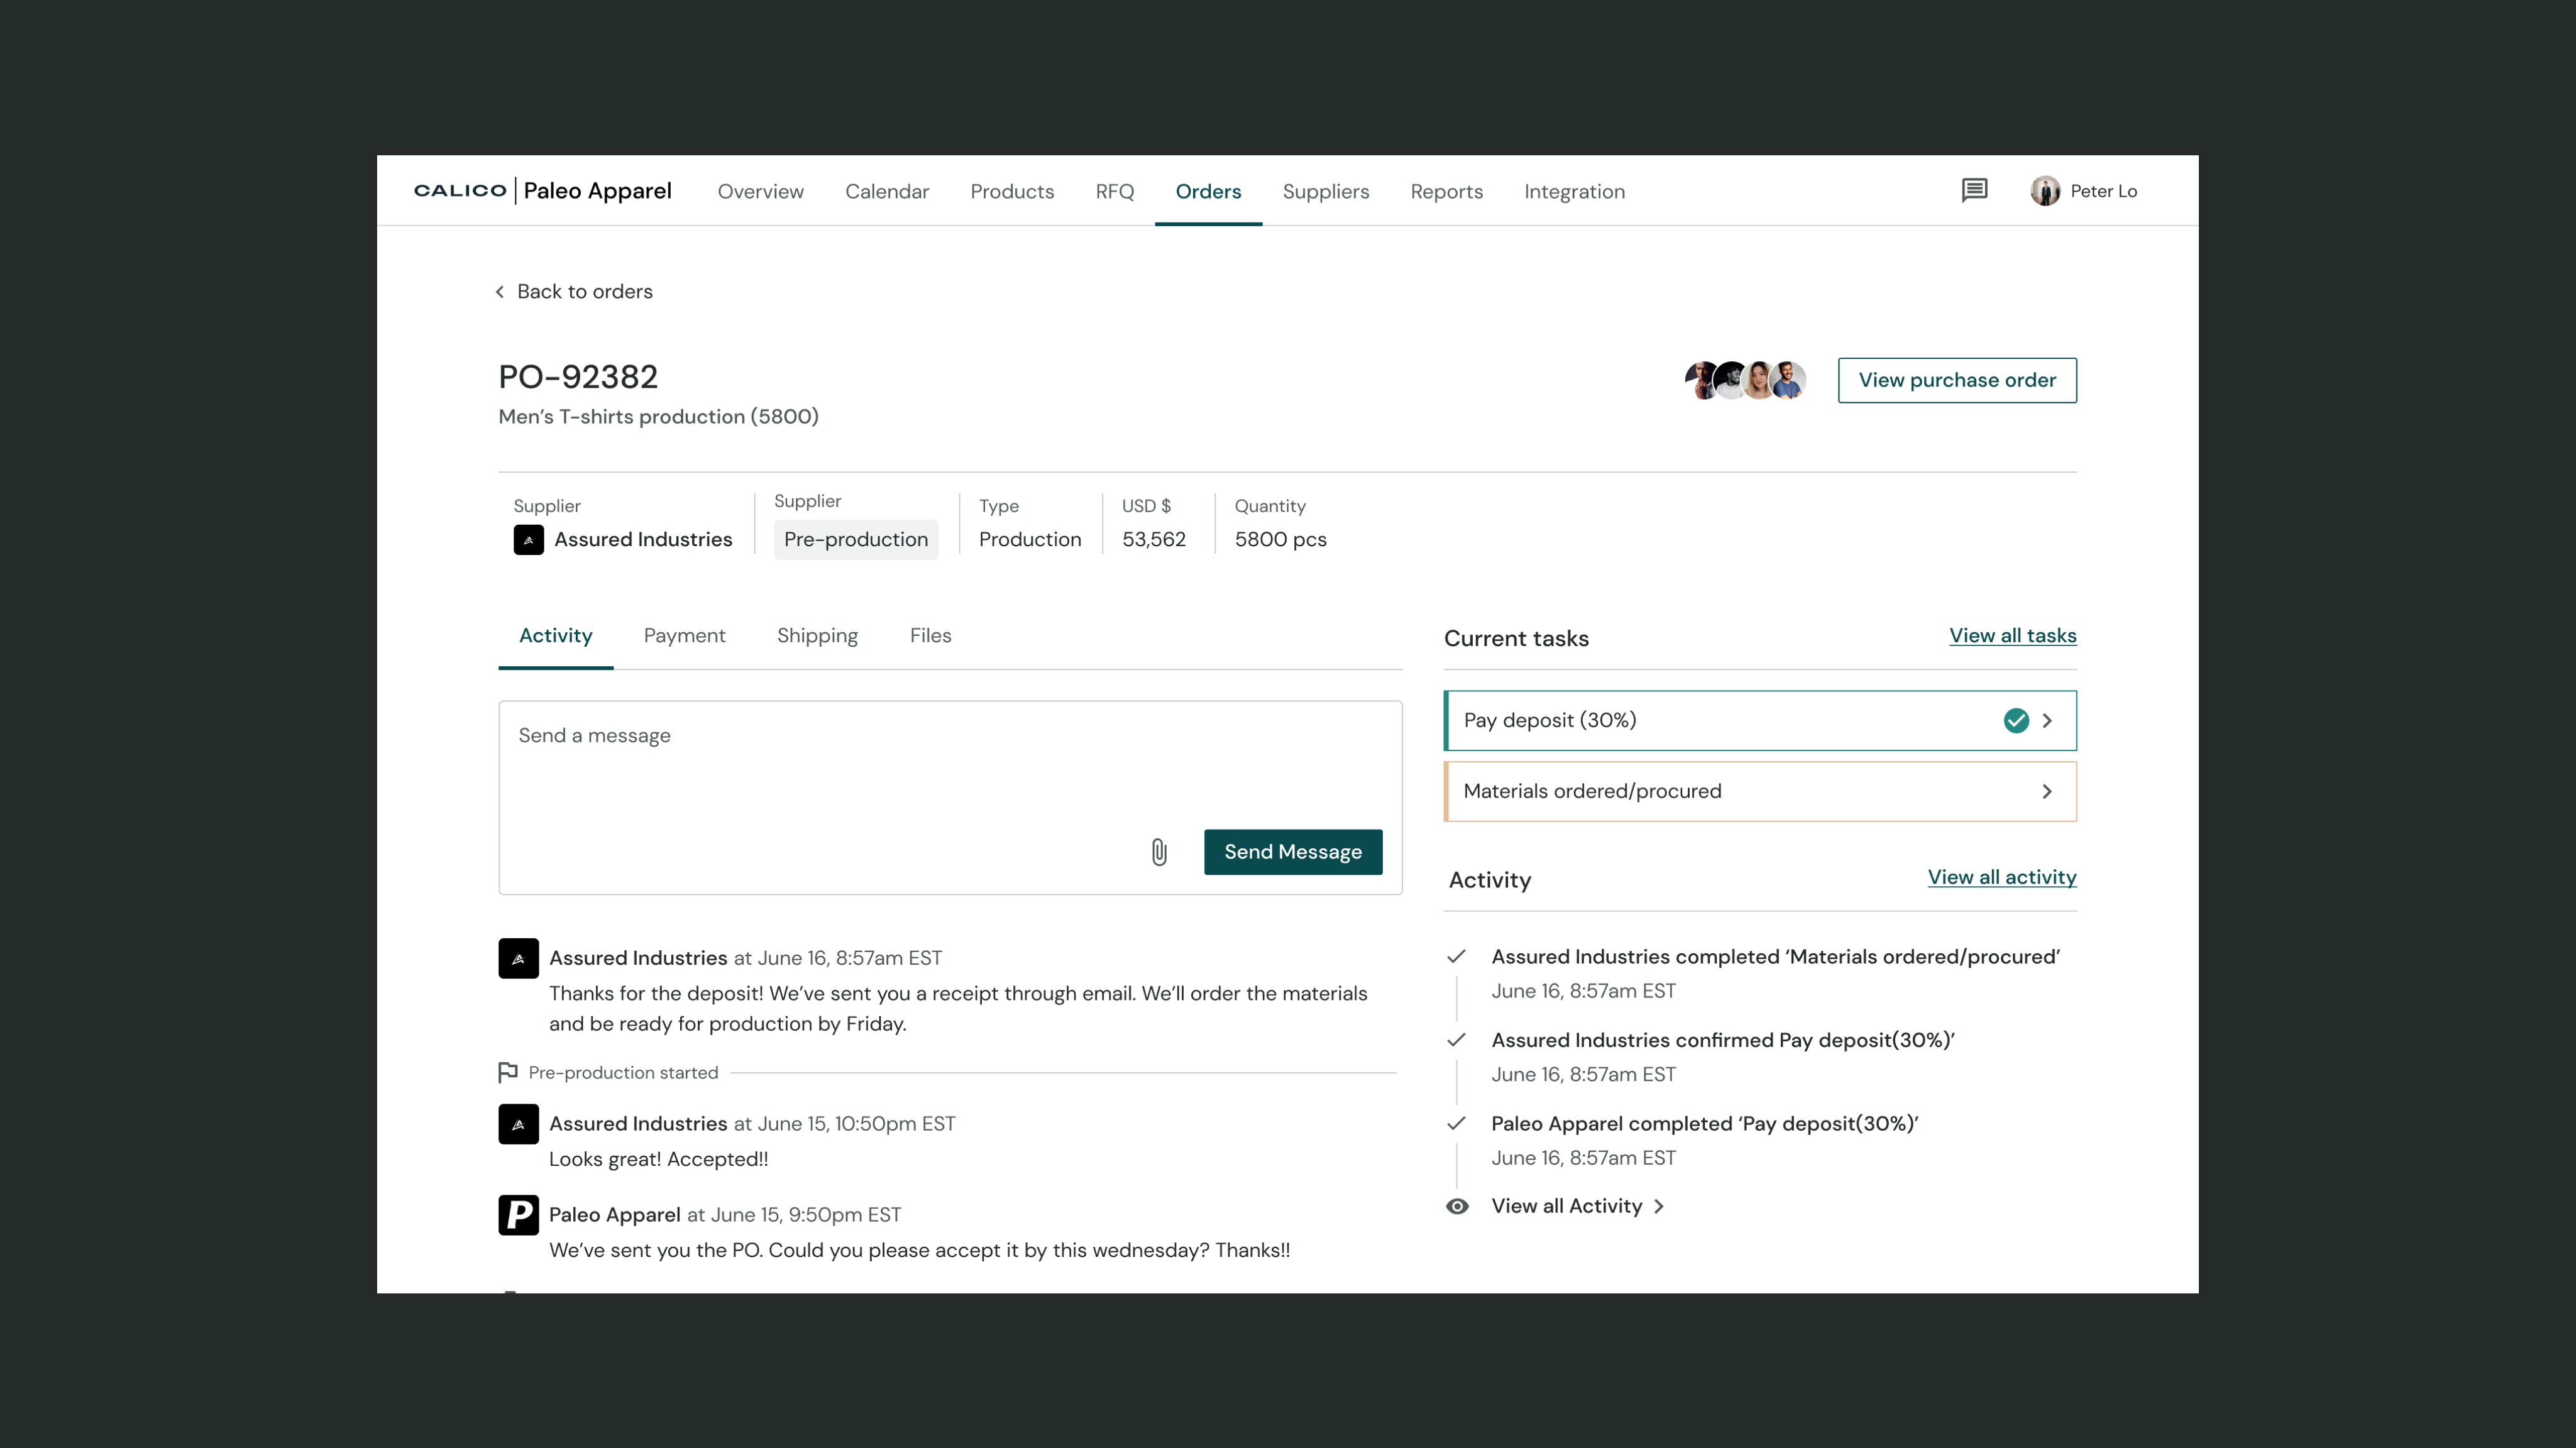 CALICO | Paleo Apparel
Overview
Calendar
Products
RFQ
Orders
Suppliers
Reports
Integration
Peter Lo
Back to orders
PO-92382
Men’s T-shirts production (5800)
View purchase order
Supplier
Assured Industries
Supplier
Pre-production
Type
Production
USD $
53,562
Quantity
5800 pcs
Activity
Payment
Shipping
Files
Send a message
Send Message
Assured Industries at June 16, 8:57am EST
Thanks for the deposit! We’ve sent you a receipt through email. We’ll order the materials
and be ready for production by Friday.
Pre-production started
Assured Industries at June 15, 10:50pm EST
Looks great! Accepted!!
P
Paleo Apparel at June 15, 9:50pm EST
We’ve sent you the PO. Could you please accept it by this wednesday? Thanks!!
Current tasks
View all tasks
Pay deposit (30%)
Materials ordered/procured
Activity
View all activity
Assured Industries completed ‘Materials ordered/procured’
June 16, 8:57am EST
Assured Industries confirmed Pay deposit(30%)’
June 16, 8:57am EST
Paleo Apparel completed ‘Pay deposit(30%)’
June 16, 8:57am EST
View all Activity